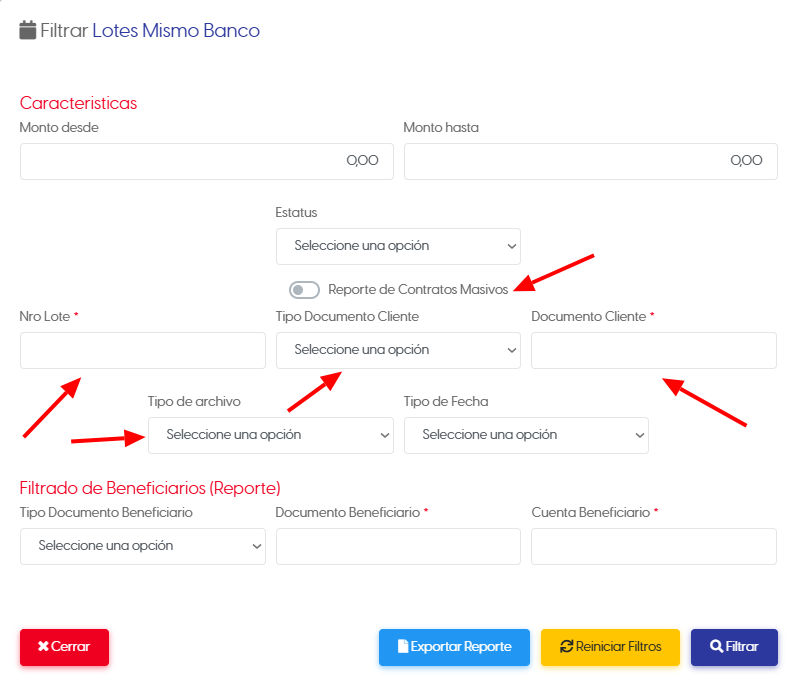 Filtrar Lotes Mismo Banco
Caracteristicas
Monto desde
Monto hasta
0,00
0,00
Estatus
Seleccione una opción
Reporte de Contratos Masivos
Nro Lote *
Tipo Documento Cliente
Documento Cliente *
Seleccione una opción
Tipo de archivo
Tipo de Fecha
Seleccione una opción
Seleccione una opción
Filtrado de Beneficiarios (Reporte)
Tipo Documento Beneficiario
Documento Beneficiario *
Cuenta Beneficiario *
Seleccione una opción
Cerrar
Exportar Reporte
Reiniciar Filtros
Filtrar